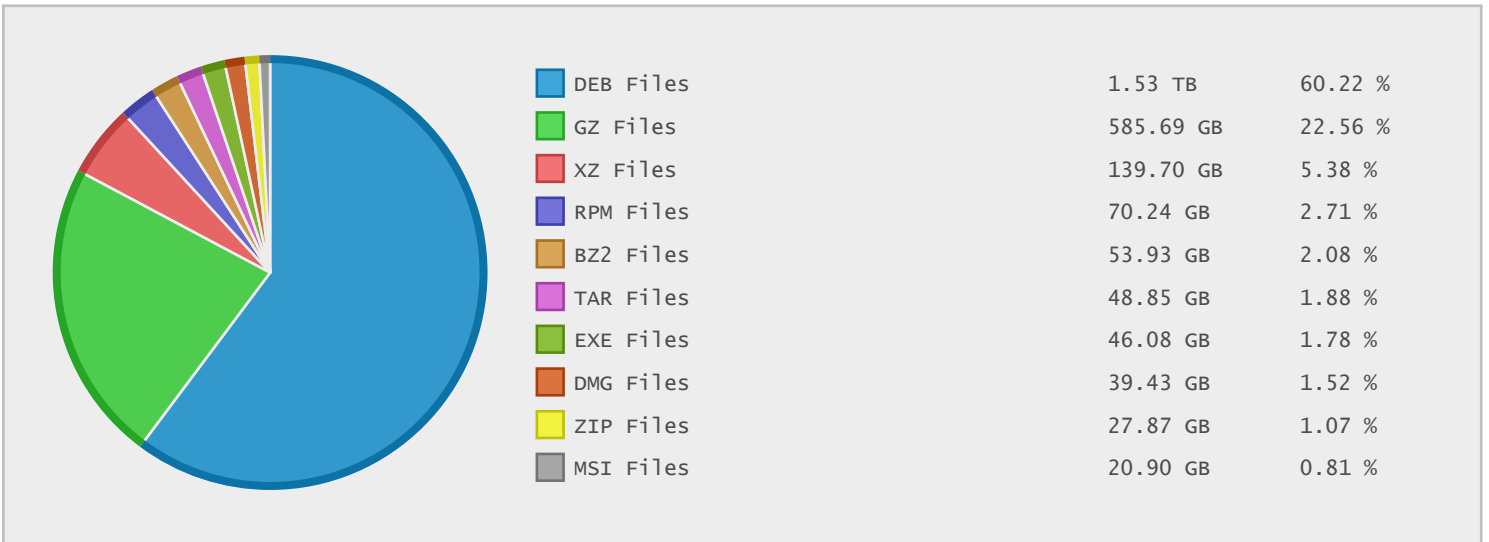 DEB Files 1.53 TB 60.22 %
GZ Files 585.69 GB 22.56 %
XZ Files 139.70 GB 5.38 %
RPM Files 70.24 GB 2.71 %
BZ2 Files 53.93 GB 2.08 %
TAR Files 48.85 GB 1.88 %
EXE Files 46.08 GB 1.78 %
DMG Files 39.43 GB 1.52 %
ZIP Files 27.87 GB 1.07 %
MSI Files 20.90 GB 0.81 %